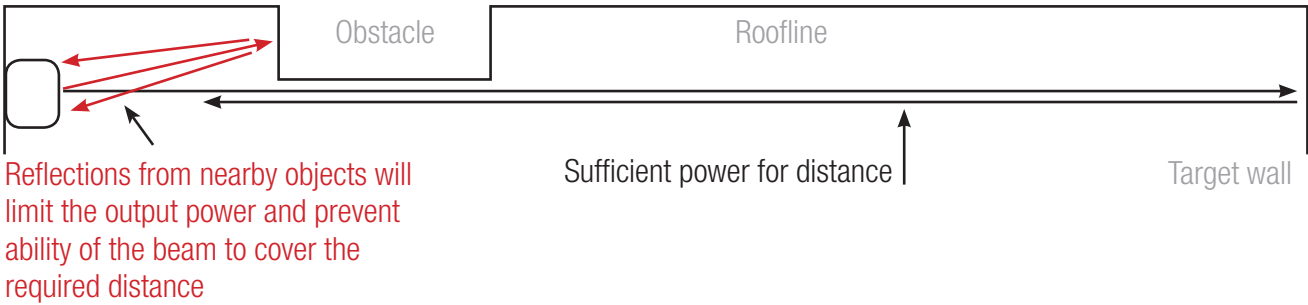 Obstacle
Roofline
Reflections from nearby objects will
limit the output power and prevent
ability of the beam to cover the
required distance
Sufficient power for distance
Target wall